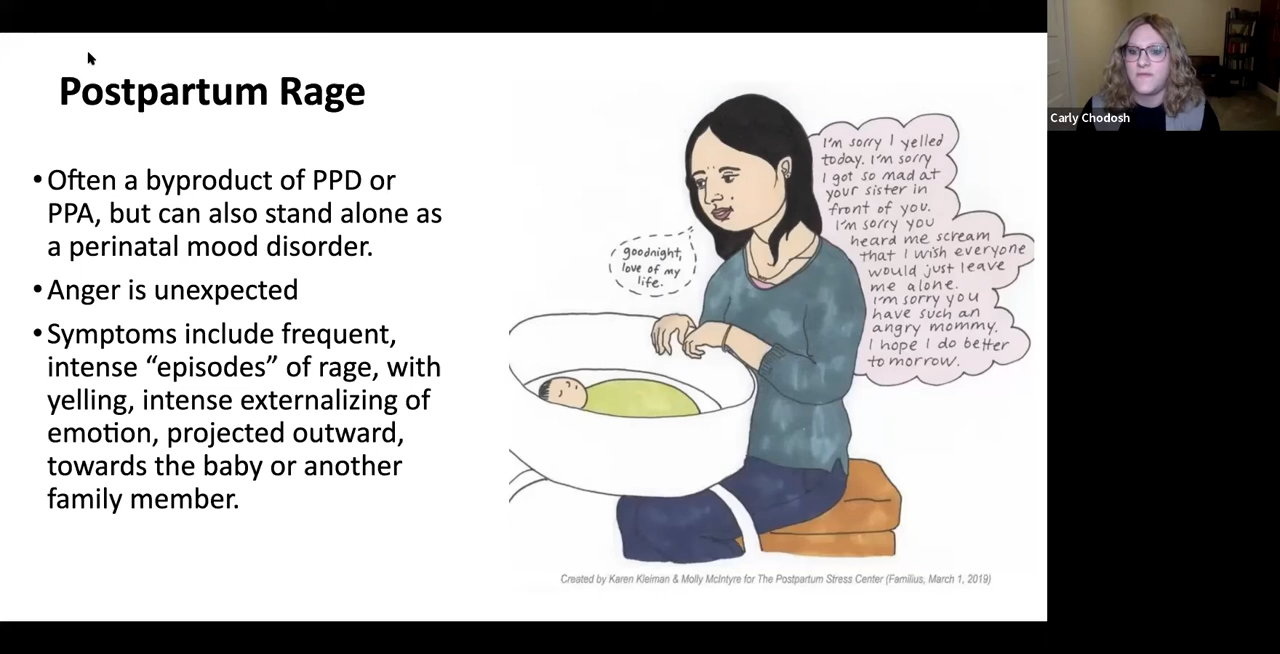 Postpartum Rage
•Often a byproduct of PPD or
PPA, but can also stand alone as
a perinatal mood disorder.
•Anger is unexpected
•Symptoms include frequent,
intense “episodes” of rage, with
yelling, intense externalizing of
emotion, projected outward,
towards the baby or another
family member.
goodnight,
love of my
life.
I'm sorry I yelled
today. I'm sorry
I got so mad at
your sister in
front of you.
I'm sorry you
heard me scream
that I wish everyone
would just leave
me alone.
I'm sorry you
have such an
angry mommy.
I hope I do better
tomorrow.
Created by Karen Kleiman & Molly McIntyre for The Postpartum Stress Center (Familius, March 1, 2019)
Carly Chodosh